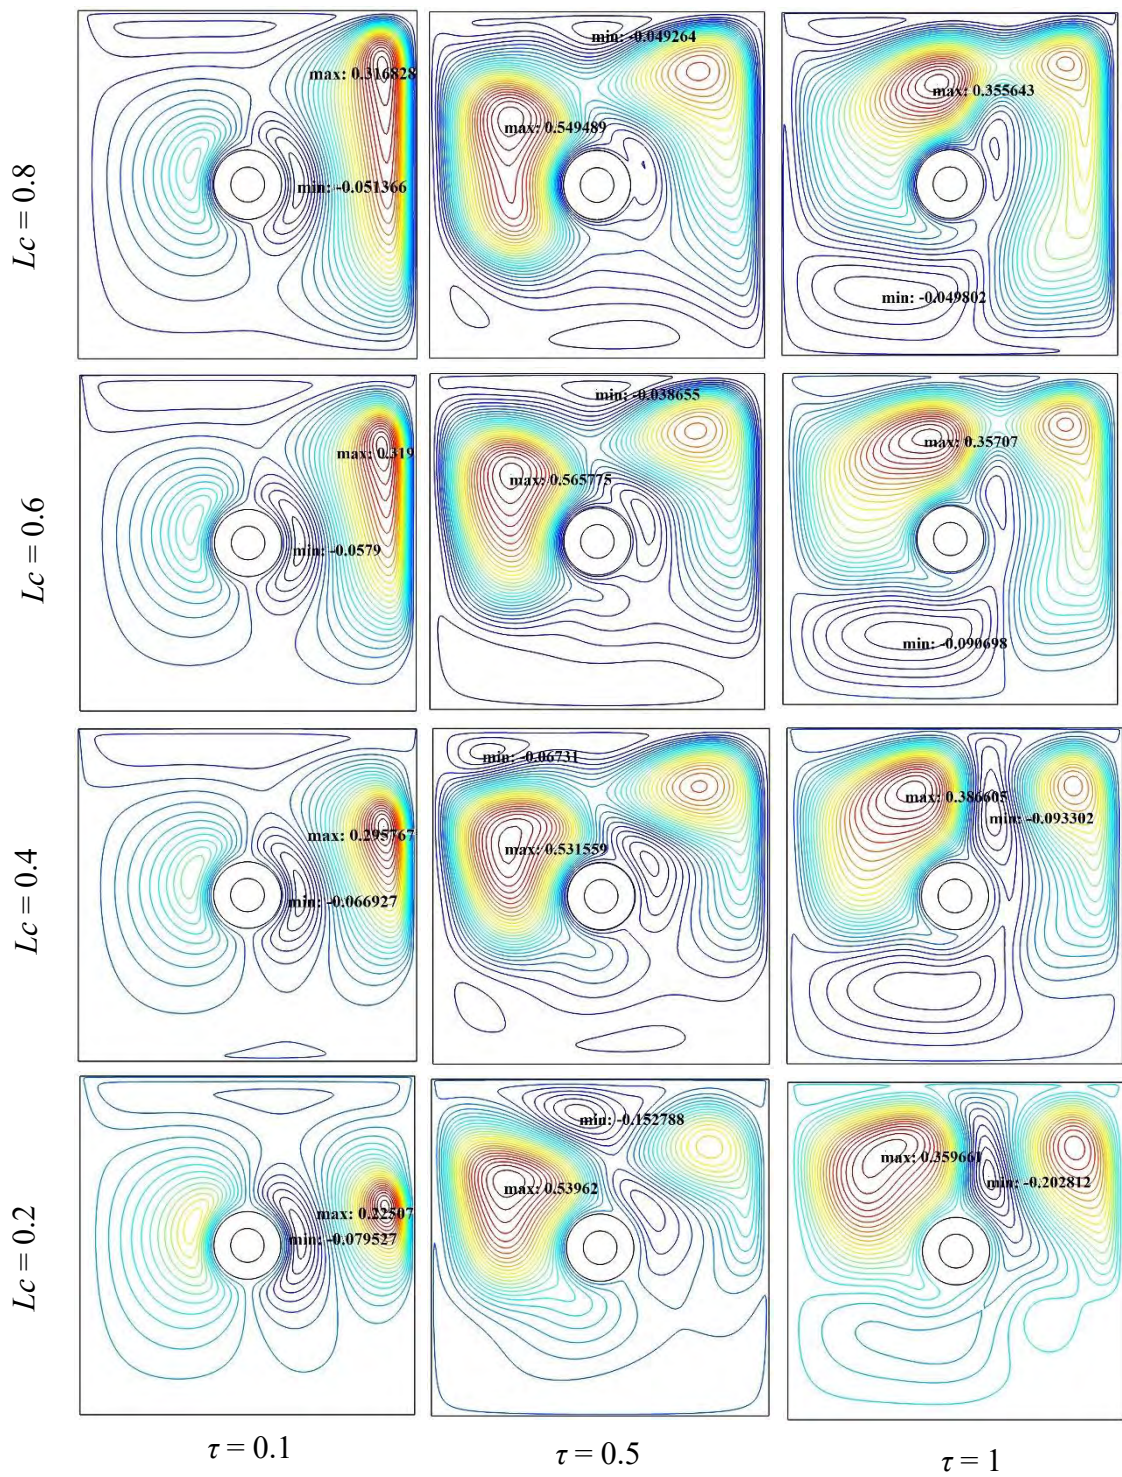 min: -0.049264
max: 0.316828
max: 0.355643
max: 0.549489
min: -0.051366
min: -0.049802
Lc = 0.8
min: -0.038655
max: 0.319
max: 0.565775
max: 0.35707
min: -0.0579
min: -0.090698
Lc = 0.6
min: -0.06731
max: 0.295767
max: 0.531559
max: 0.386605
min: -0.093302
min: -0.066927
Lc = 0.4
min: -0.152788
max: 0.22507
max: 0.53962
max: 0.359661
min: -0.202812
min: -0.079527
Lc = 0.2
τ = 0.1
τ = 0.5
τ = 1